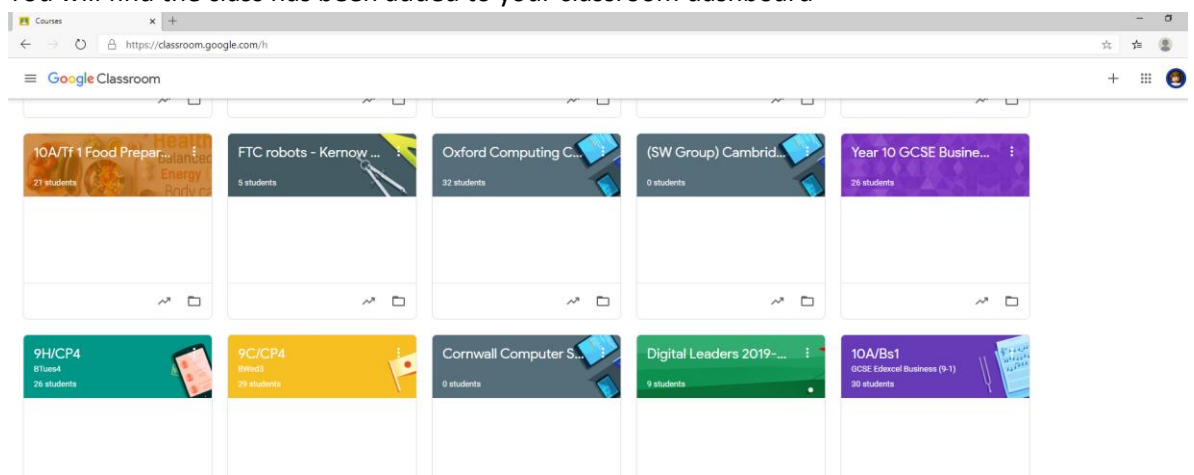 You will find the class has been added to your classroom dashboard
Courses
https://classroom.google.com/h
Google Classroom
10A/Tf 1 Food Prepar...
21 students
Health
balanced
Energy
FTC robots - Kernow ...
5 students
Oxford Computing C...
32 students
(SW Group) Cambrid...
0 students
Year 10 GCSE Busine...
26 students
9H/CP4
BTues4
26 students
9C/CP4
BWed3
29 students
Cornwall Computer S...
0 students
Digital Leaders 2019-...
9 students
10A/Bs1
GCSE Edexcel Business (9-1)
30 students